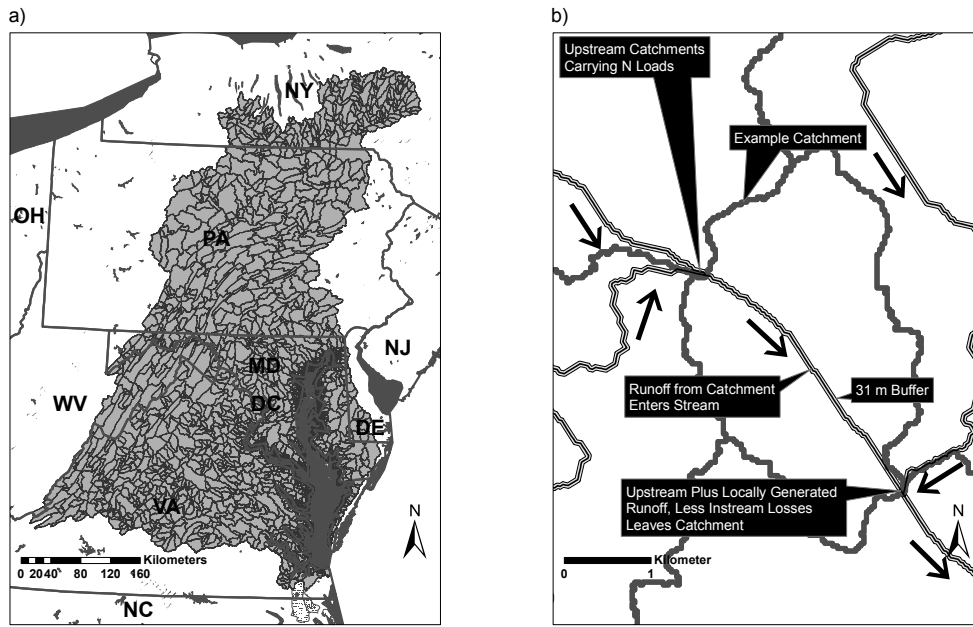 a)
NY
OH
PA
NJ
MD
WV
DC
DE
VA
N
Kilometers
0 20 40 80 120 160
NC
b)
Upstream Catchments
Carrying N Loads
Example Catchment
Runoff from Catchment
Enters Stream
31 m Buffer
Upstream Plus Locally Generated
Runoff, Less Instream Losses
Leaves Catchment
N
Kilometer
0 1